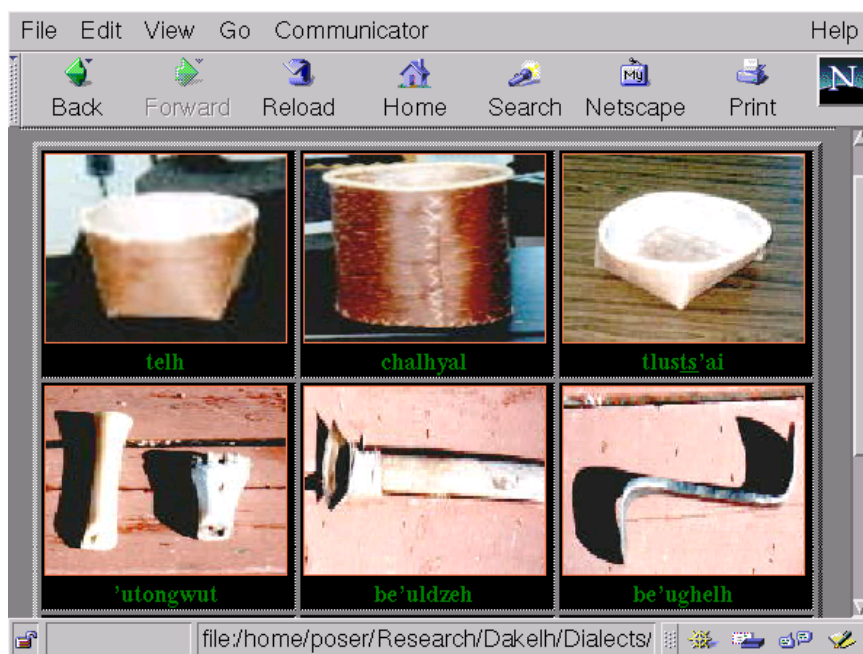 File Edit View Go Communicator Help
Back Forward Reload Home Search Netscape Print
My
N
telh chalhyal tlusts'ai
'utongwut be'uldzeh be'ughelh
file:/home/poser/Research/Dakelh/Dialects/